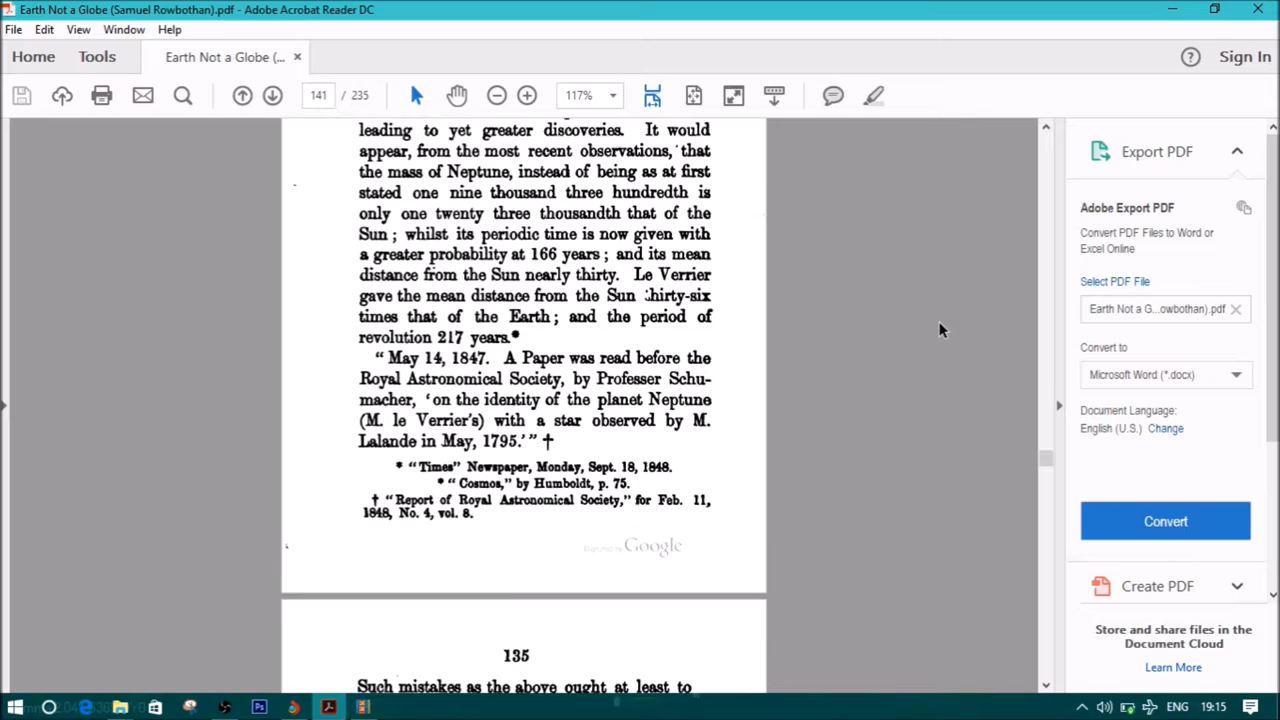 Earth Not a Globe (Samuel Rowbothan).pdf - Adobe Acrobat Reader DC
File Edit View Window Help
Home Tools Earth Not a Globe (... × Sign In
141 / 235 117%
leading to yet greater discoveries. It would
appear, from the most recent observations, that
the mass of Neptune, instead of being as at first
stated one nine thousand three hundredth is
only one twenty three thousandth that of the
Sun ; whilst its periodic time is now given with
a greater probability at 166 years ; and its mean
distance from the Sun nearly thirty. Le Verrier
gave the mean distance from the Sun thirty-six
times that of the Earth ; and the period of
revolution 217 years.*
" May 14, 1847. A Paper was read before the
Royal Astronomical Society, by Professer Schu-
macher, ' on the identity of the planet Neptune
(M. le Verrier's) with a star observed by M.
Lalande in May, 1795.' " †
* "Times" Newspaper, Monday, Sept. 18, 1848.
* " Cosmos," by Humboldt, p. 75.
† "Report of Royal Astronomical Society," for Feb. 11,
1848, No. 4, vol. 8.
Digitized by Google
135
Such mistakes as the above ought at least to
Export PDF
Adobe Export PDF
Convert PDF Files to Word or
Excel Online
Select PDF File
Earth Not a G...owbothan).pdf
Convert to
Microsoft Word (*.docx)
Document Language:
English (U.S.) Change
Convert
Create PDF
Store and share files in the
Document Cloud
Learn More
ENG 19:15